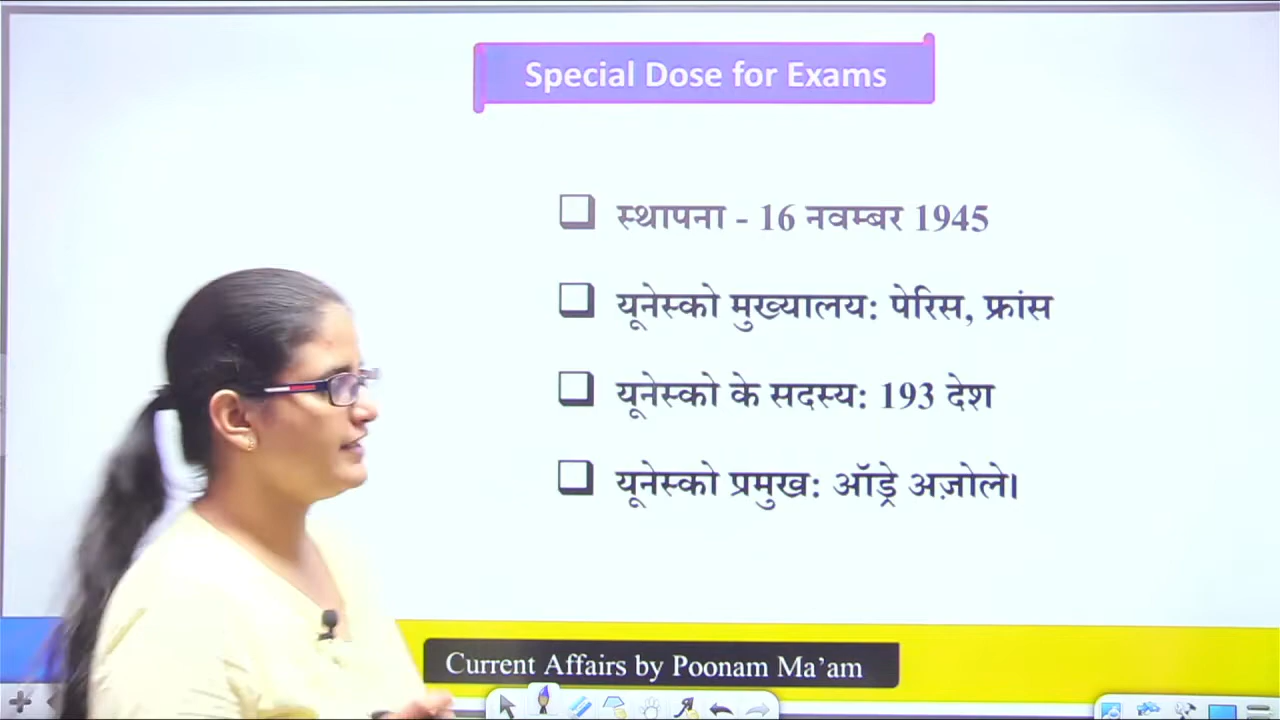 Special Dose for Exams
स्थापना - 16 नवम्बर 1945
यूनेस्को मुख्यालय: पेरिस, फ्रांस
यूनेस्को के सदस्य: 193 देश
यूनेस्को प्रमुख: ऑड्रे अज़ोले।
Current Affairs by Poonam Ma’am